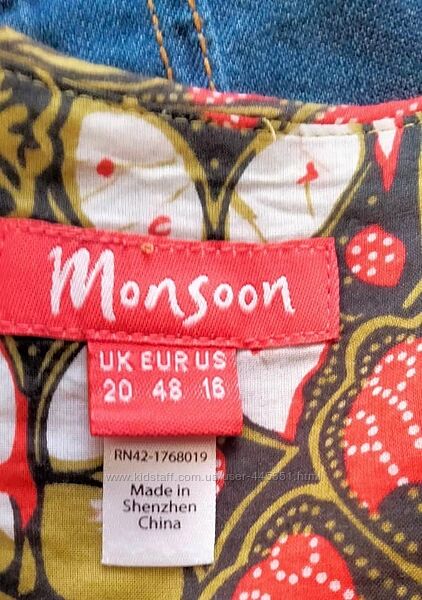 Monsoon
UK EUR US
20 48 16
RN42-1768019
Made in
Shenzhen
China